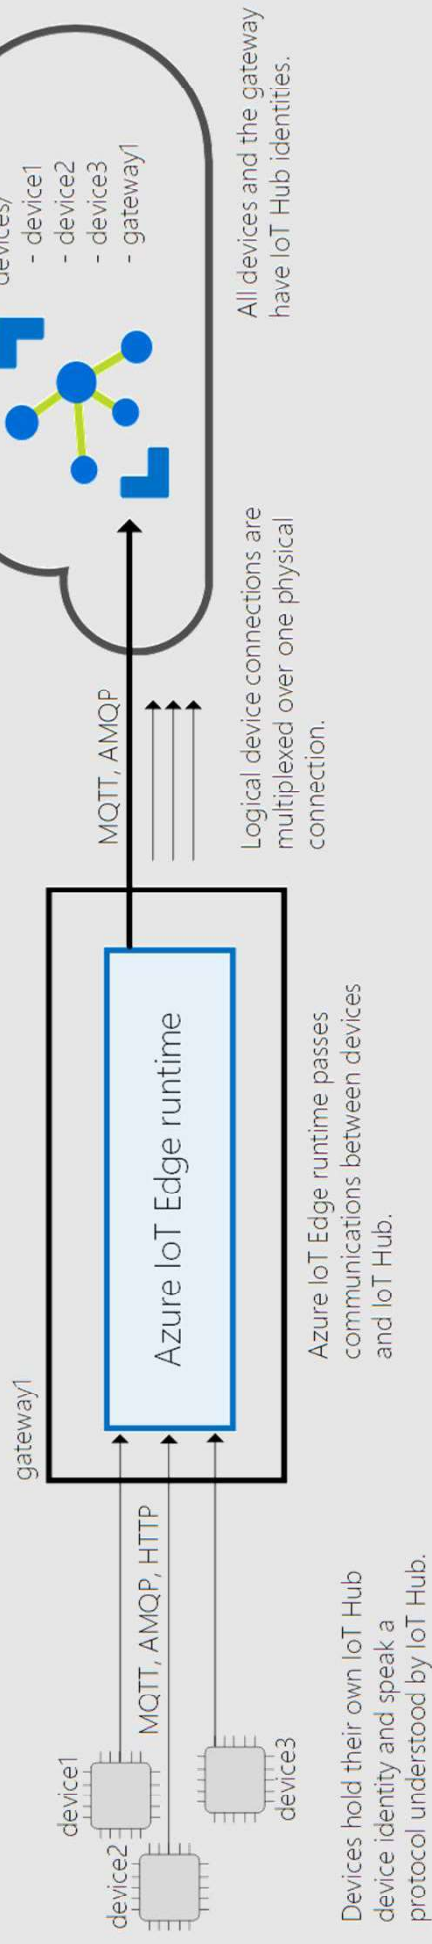 devices/
- device1
- device2
- device3
- gateway1
All devices and the gateway
have IoT Hub identities.
MQTT, AMQP
Logical device connections are
multiplexed over one physical
connection.
gateway1
Azure IoT Edge runtime
Azure IoT Edge runtime passes
communications between devices
and IoT Hub.
MQTT, AMQP, HTTP
device1
device2
device3
Devices hold their own IoT Hub
device identity and speak a
protocol understood by IoT Hub.